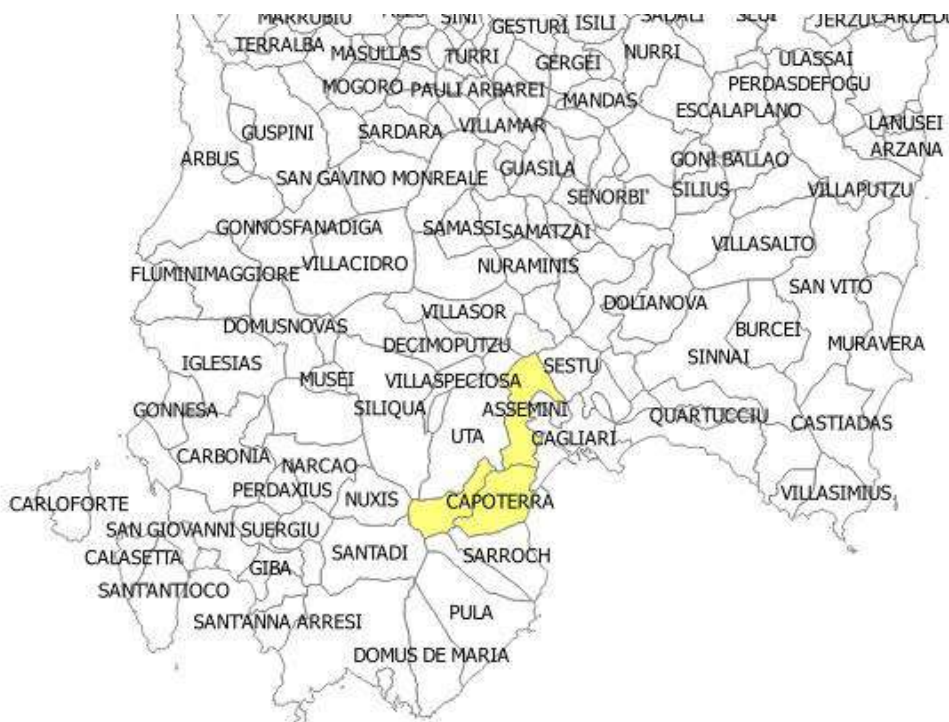 MARRUBIU
SINI
GESTURI
ISILI
SADALI
JERZU
TERRALBA
MASULLAS
TURRI
GERGEI
NURRI
ULASSAI
MOGORO
PAULI ARBAREI
MANDAS
PERDASDEFOGU
ESCALAPLANO
GUSPINI
SARDARA
VILLAMAR
LANUSEI
ARBUS
GUASILA
GONI
BALLAO
ARZANA
SAN GAVINO MONREALE
SENORBI'
SILIUS
VILLAPUTZU
GONNOSFANADIGA
SAMASSI
SAMATZAI
VILLASALTO
FLUMINIMAGGIORE
VILLACIDRO
NURAMINIS
SAN VITO
DOLIANOVA
VILLASOR
DOMUSNOVAS
BURCEI
DECIMOPUTZU
MURAVERA
IGLESIAS
SESTU
SINNAI
MUSEI
VILLASPECIOSA
GONNESA
SILIQUA
ASSEMINI
QUARTUCCIU
CASTIADAS
UTA
CAGLIARI
CARBONIA
NARCAO
PERDAXIUS
VILLASIMIUS
CARLOFORTE
NUXIS
CAPOTERRA
SAN GIOVANNI SUERGIU
CALASETTA
SANTADI
SARROCH
GIBA
SANT'ANTIOCO
SANT'ANNA ARRESI
PULA
DOMUS DE MARIA